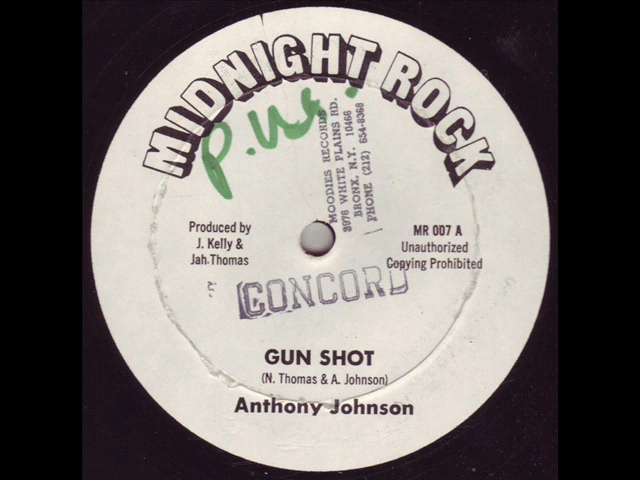 MIDNIGHT ROCK
MOODIES RECORDS
3976 WHITE PLAINS RD.
BRONX, N.Y. 10466
PHONE (212) 654-8368
Produced by
J. Kelly &
Jah Thomas
MR 007 A
Unauthorized
Copying Prohibited
CONCORD
GUN SHOT
(N. Thomas & A. Johnson)
Anthony Johnson